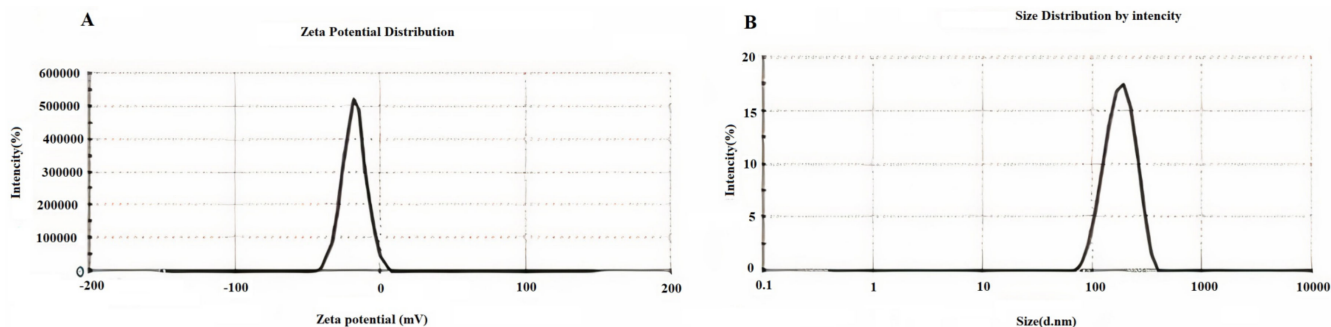 A
Zeta Potential Distribution
Intencity(%)
600000
500000
400000
300000
200000
100000
0
-200
-100
0
100
200
Zeta potential (mV)
B
Size Distribution by intencity
Intencity(%)
20
15
10
5
0
0.1
1
10
100
1000
10000
Size(d.nm)